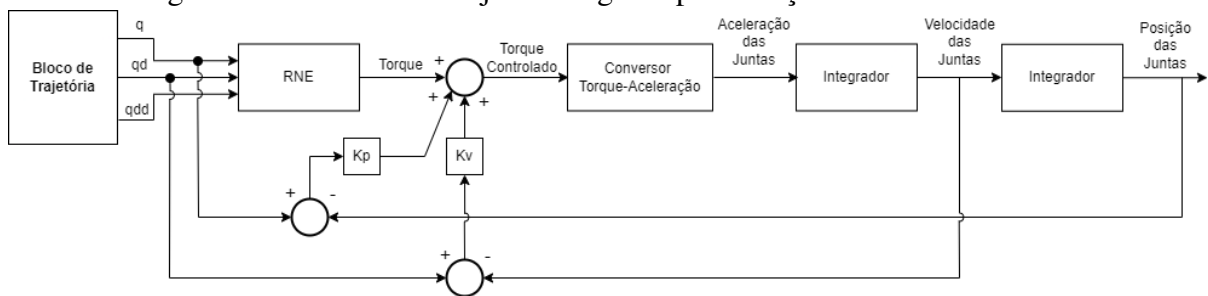 q
Bloco de
Trajetória
qd
qdd
RNE
Torque
+
+
+
Torque
Controlado
Conversor
Torque-Aceleração
Aceleração
das
Juntas
Integrador
Velocidade
das
Juntas
Integrador
Posição
das
Juntas
Kp
Kv
+
-
+
-